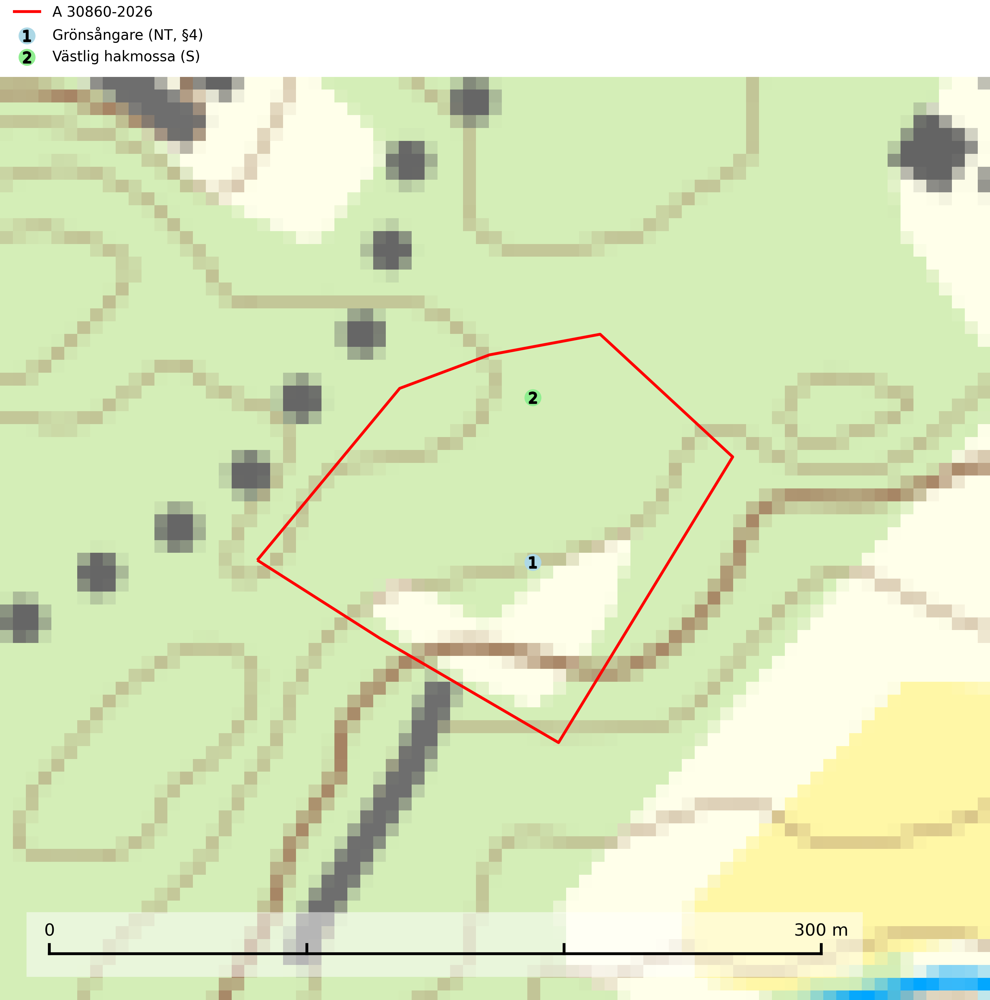 A 30860-2026
1 Grönsångare (NT, §4)
2 Västlig hakmossa (S)
2
1
0 300 m